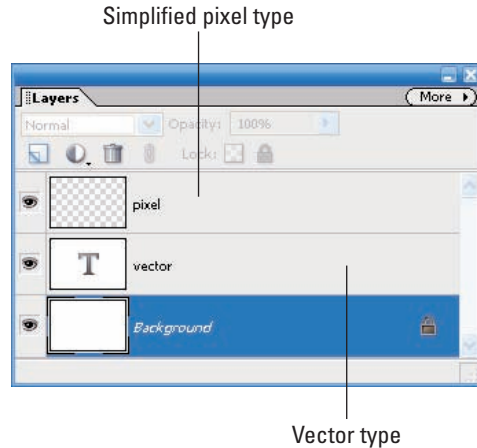 Simplified pixel type
Layers
More
Normal Opacity: 100%
Lock:
pixel
T vector
Background
Vector type